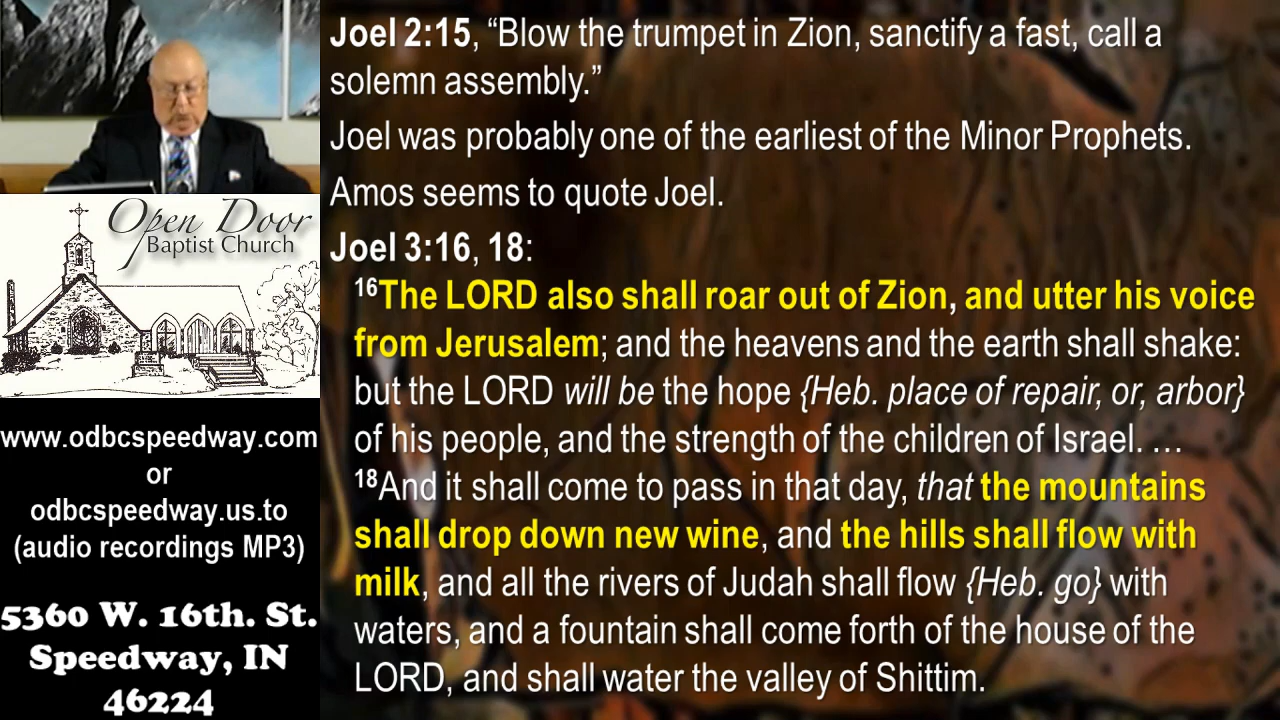 Joel 2:15, “Blow the trumpet in Zion, sanctify a fast, call a
solemn assembly.”
Joel was probably one of the earliest of the Minor Prophets.
Amos seems to quote Joel.
Joel 3:16, 18:
16The LORD also shall roar out of Zion, and utter his voice
from Jerusalem; and the heavens and the earth shall shake:
but the LORD will be the hope {Heb. place of repair, or, arbor}
of his people, and the strength of the children of Israel. …
18And it shall come to pass in that day, that the mountains
shall drop down new wine, and the hills shall flow with
milk, and all the rivers of Judah shall flow {Heb. go} with
waters, and a fountain shall come forth of the house of the
LORD, and shall water the valley of Shittim.
Open Door
Baptist Church
www.odbcspeedway.com
or
odbcspeedway.us.to
(audio recordings MP3)
5360 W. 16th. St.
Speedway, IN
46224